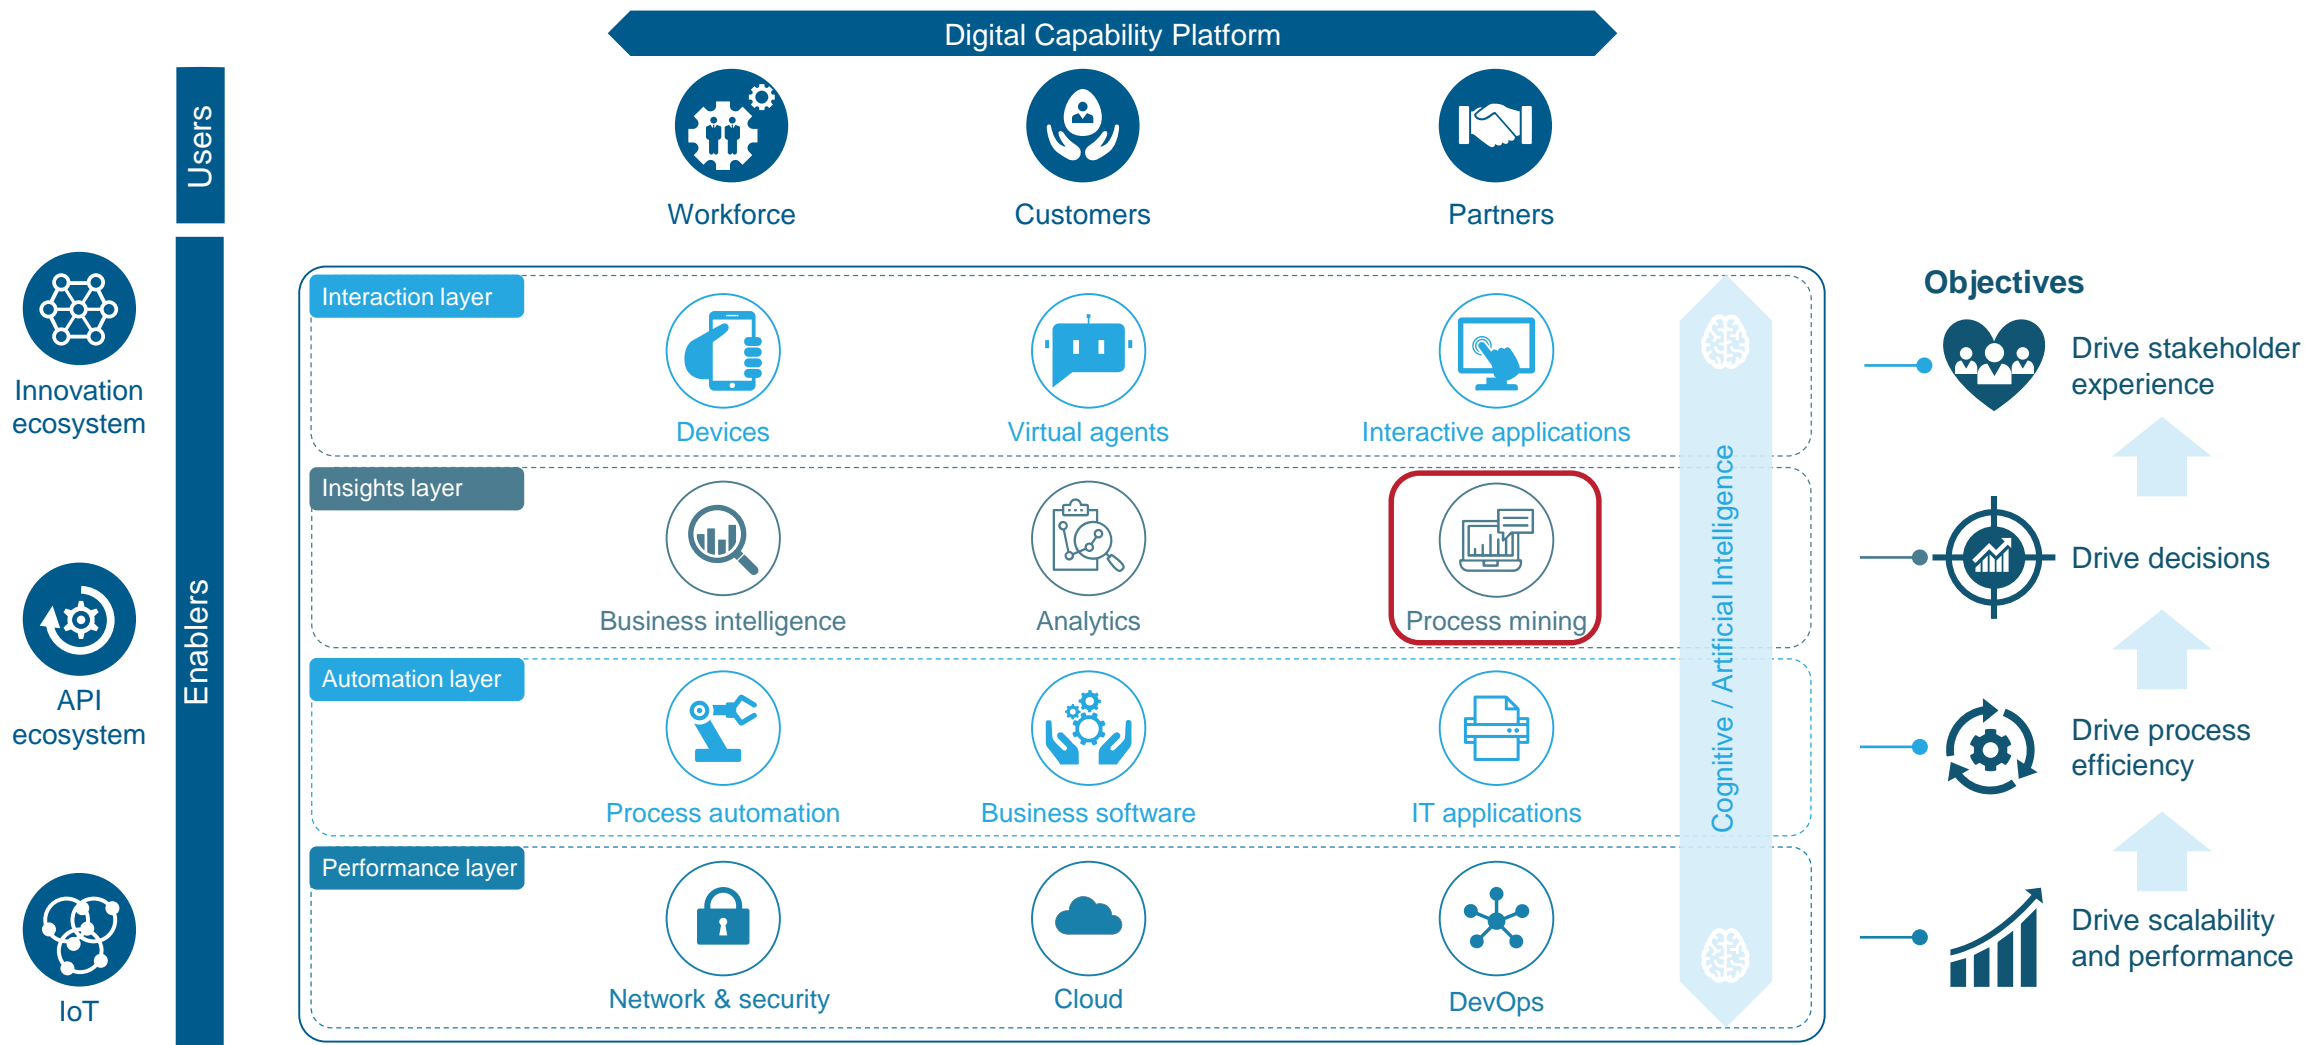 Digital Capability Platform
Users
Workforce
Customers
Partners
Enablers
Innovation
ecosystem
API
ecosystem
IoT
Interaction layer
Devices
Virtual agents
Interactive applications
Insights layer
Business intelligence
Analytics
Process mining
Automation layer
Process automation
Business software
IT applications
Performance layer
Network & security
Cloud
DevOps
Cognitive / Artificial Intelligence
Objectives
Drive stakeholder
experience
Drive decisions
Drive process
efficiency
Drive scalability
and performance